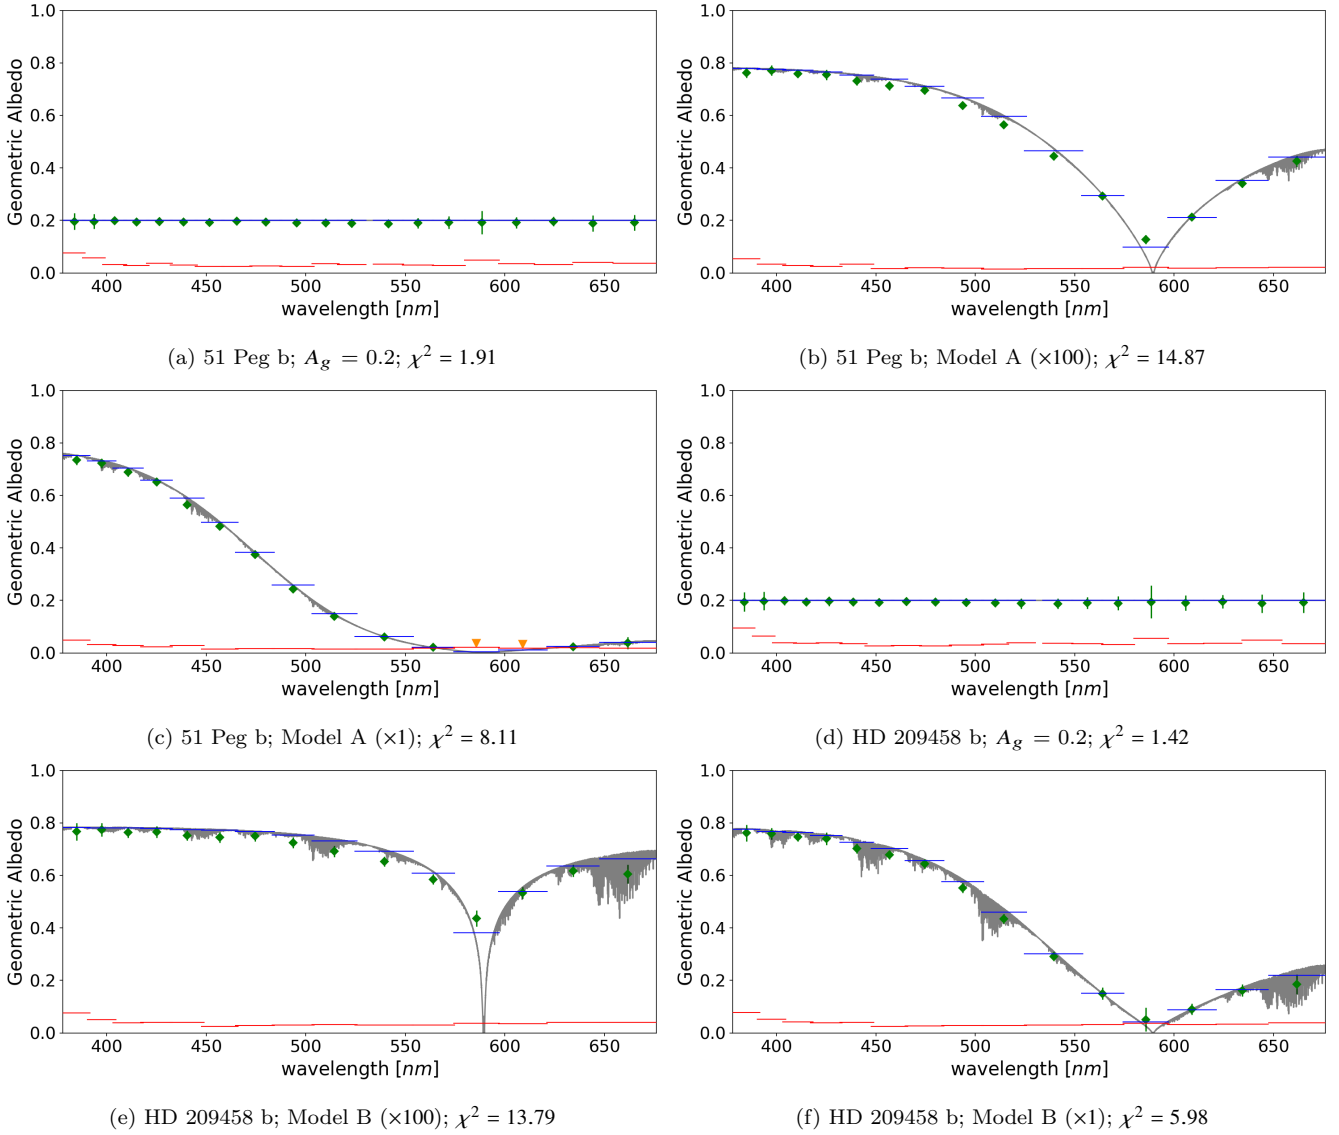 1.0
0.8
0.6
0.4
0.2
0.0
Geometric Albedo
400 450 500 550 600 650
wavelength [nm]
(a) 51 Peg b; A_g = 0.2; χ² = 1.91
1.0
0.8
0.6
0.4
0.2
0.0
Geometric Albedo
400 450 500 550 600 650
wavelength [nm]
(b) 51 Peg b; Model A (×100); χ² = 14.87
1.0
0.8
0.6
0.4
0.2
0.0
Geometric Albedo
400 450 500 550 600 650
wavelength [nm]
(c) 51 Peg b; Model A (×1); χ² = 8.11
1.0
0.8
0.6
0.4
0.2
0.0
Geometric Albedo
400 450 500 550 600 650
wavelength [nm]
(d) HD 209458 b; A_g = 0.2; χ² = 1.42
1.0
0.8
0.6
0.4
0.2
0.0
Geometric Albedo
400 450 500 550 600 650
wavelength [nm]
(e) HD 209458 b; Model B (×100); χ² = 13.79
1.0
0.8
0.6
0.4
0.2
0.0
Geometric Albedo
400 450 500 550 600 650
wavelength [nm]
(f) HD 209458 b; Model B (×1); χ² = 5.98